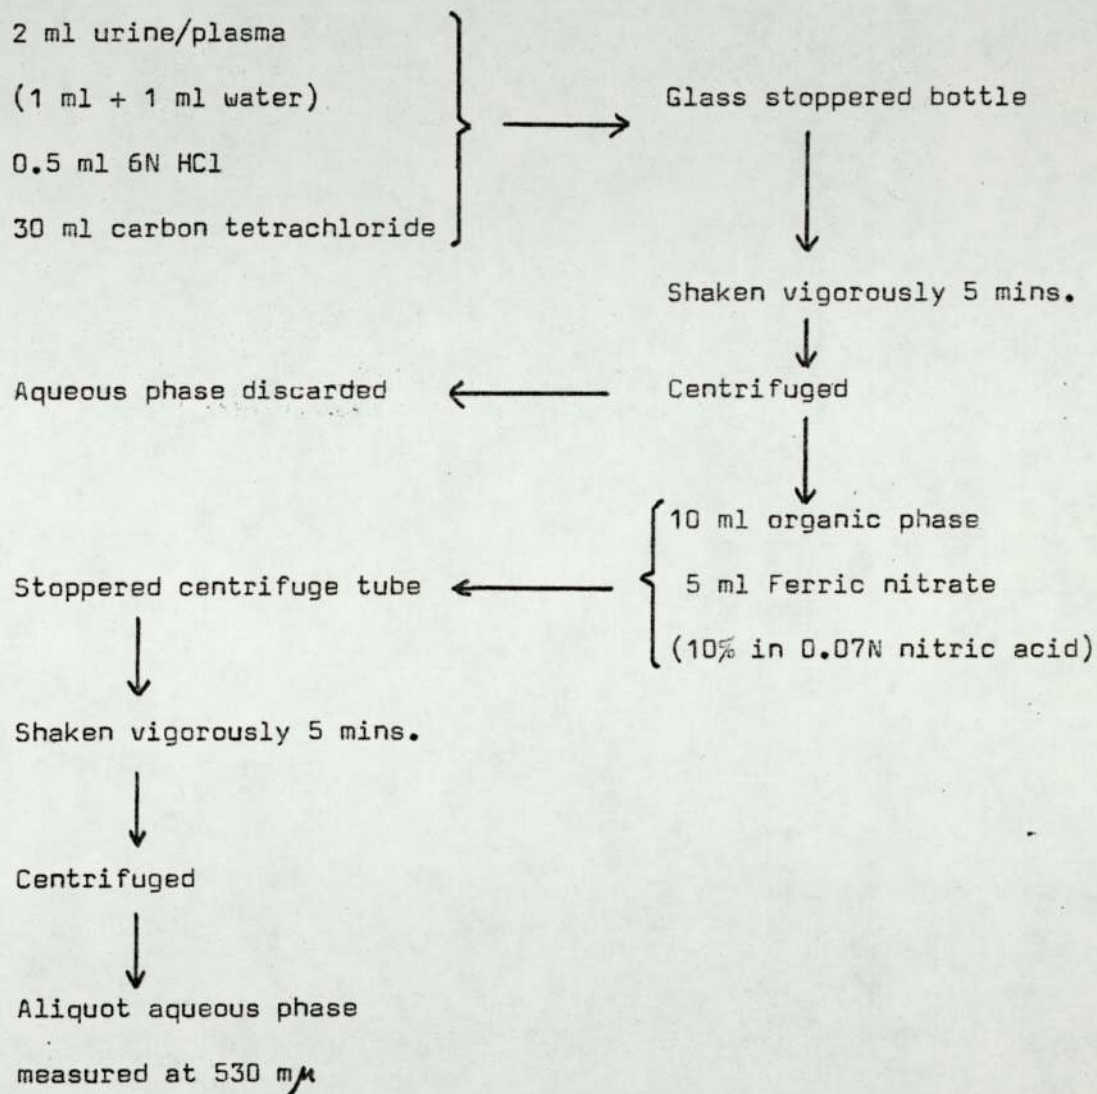 2 ml urine/plasma
(1 ml + 1 ml water)
0.5 ml 6N HCl
30 ml carbon tetrachloride
Glass stoppered bottle
Shaken vigorously 5 mins.
Centrifuged
Aqueous phase discarded
10 ml organic phase
5 ml Ferric nitrate
(10% in 0.07N nitric acid)
Stoppered centrifuge tube
Shaken vigorously 5 mins.
Centrifuged
Aliquot aqueous phase
measured at 530 mμ